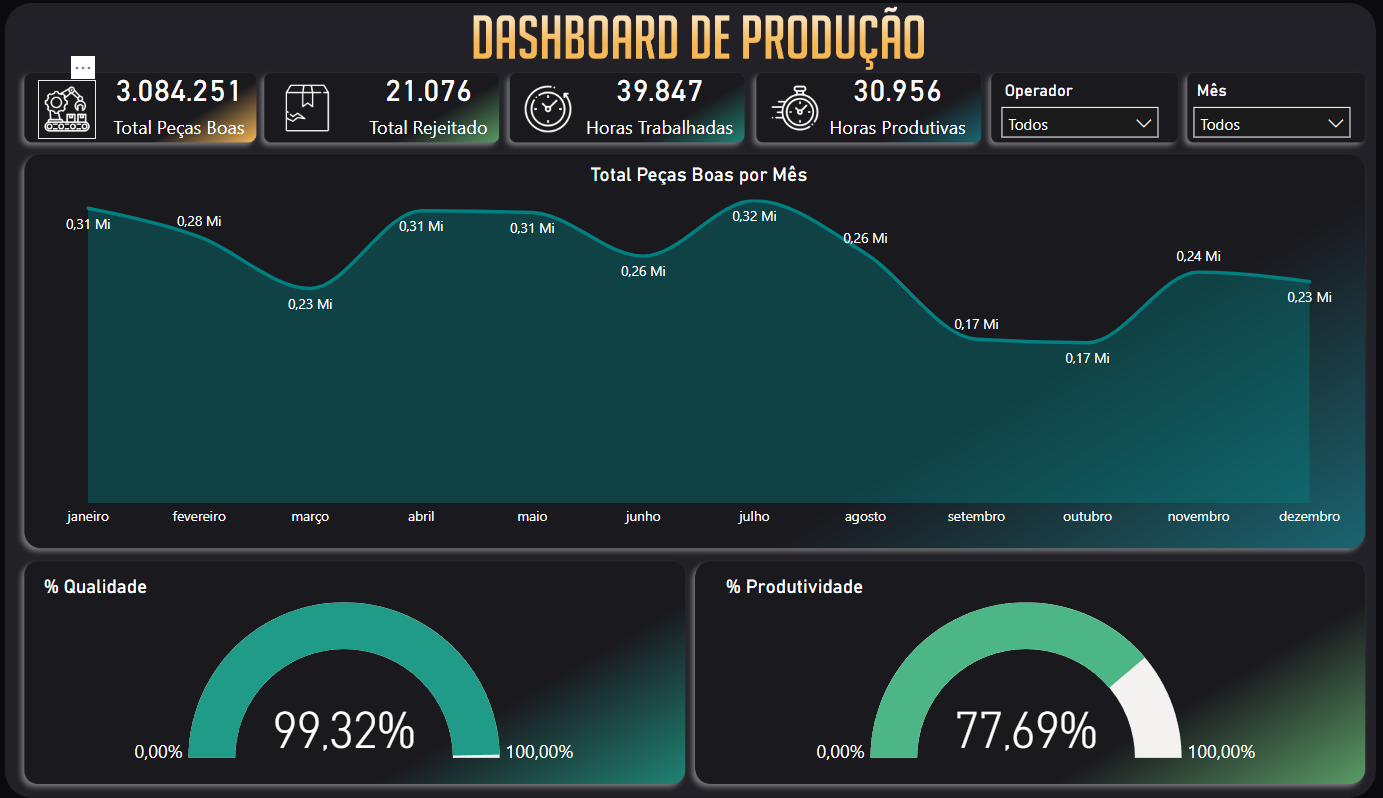 DASHBOARD DE PRODUÇÃO
3.084.251
Total Peças Boas
21.076
Total Rejeitado
39.847
Horas Trabalhadas
30.956
Horas Produtivas
Operador
Todos
Mês
Todos
Total Peças Boas por Mês
0,31 Mi
0,28 Mi
0,23 Mi
0,31 Mi
0,31 Mi
0,26 Mi
0,32 Mi
0,26 Mi
0,17 Mi
0,17 Mi
0,24 Mi
0,23 Mi
janeiro fevereiro março abril maio junho julho agosto setembro outubro novembro dezembro
% Qualidade
99,32%
0,00% 100,00%
% Produtividade
77,69%
0,00% 100,00%